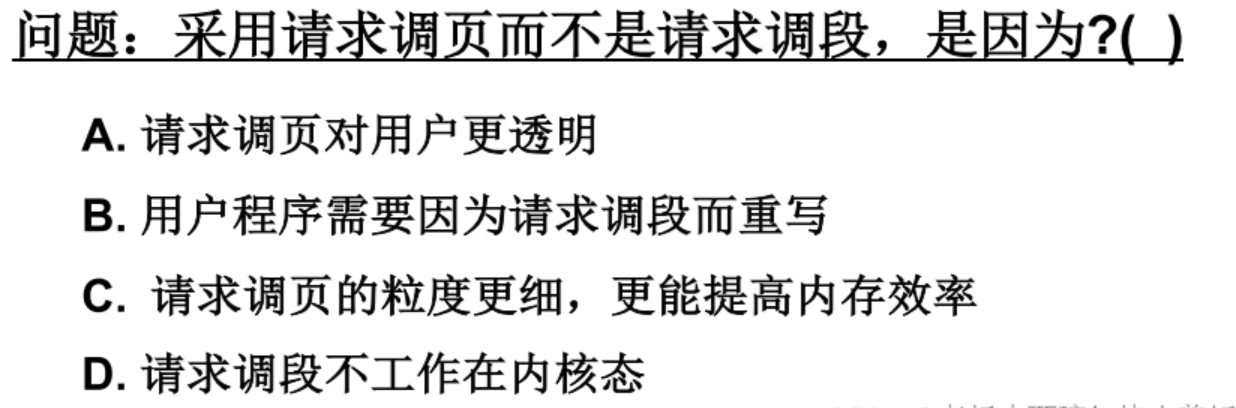 问题：采用请求调页而不是请求调段，是因为?( )
A. 请求调页对用户更透明
B. 用户程序需要因为请求调段而重写
C. 请求调页的粒度更细，更能提高内存效率
D. 请求调段不工作在内核态